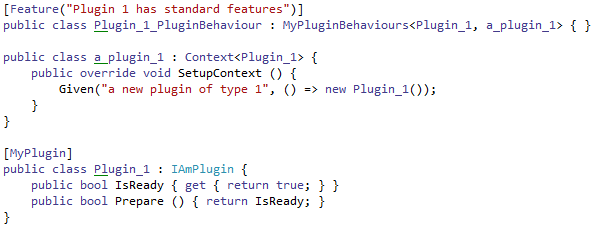 [Feature("Plugin 1 has standard features")]
public class Plugin_1_PluginBehaviour : MyPluginBehaviours<Plugin_1, a_plugin_1> { }
public class a_plugin_1 : Context<Plugin_1> {
public override void SetupContext () {
Given("a new plugin of type 1", () => new Plugin_1());
}
}
[MyPlugin]
public class Plugin_1 : IAmPlugin {
public bool IsReady { get { return true; } }
public bool Prepare () { return IsReady; }
}